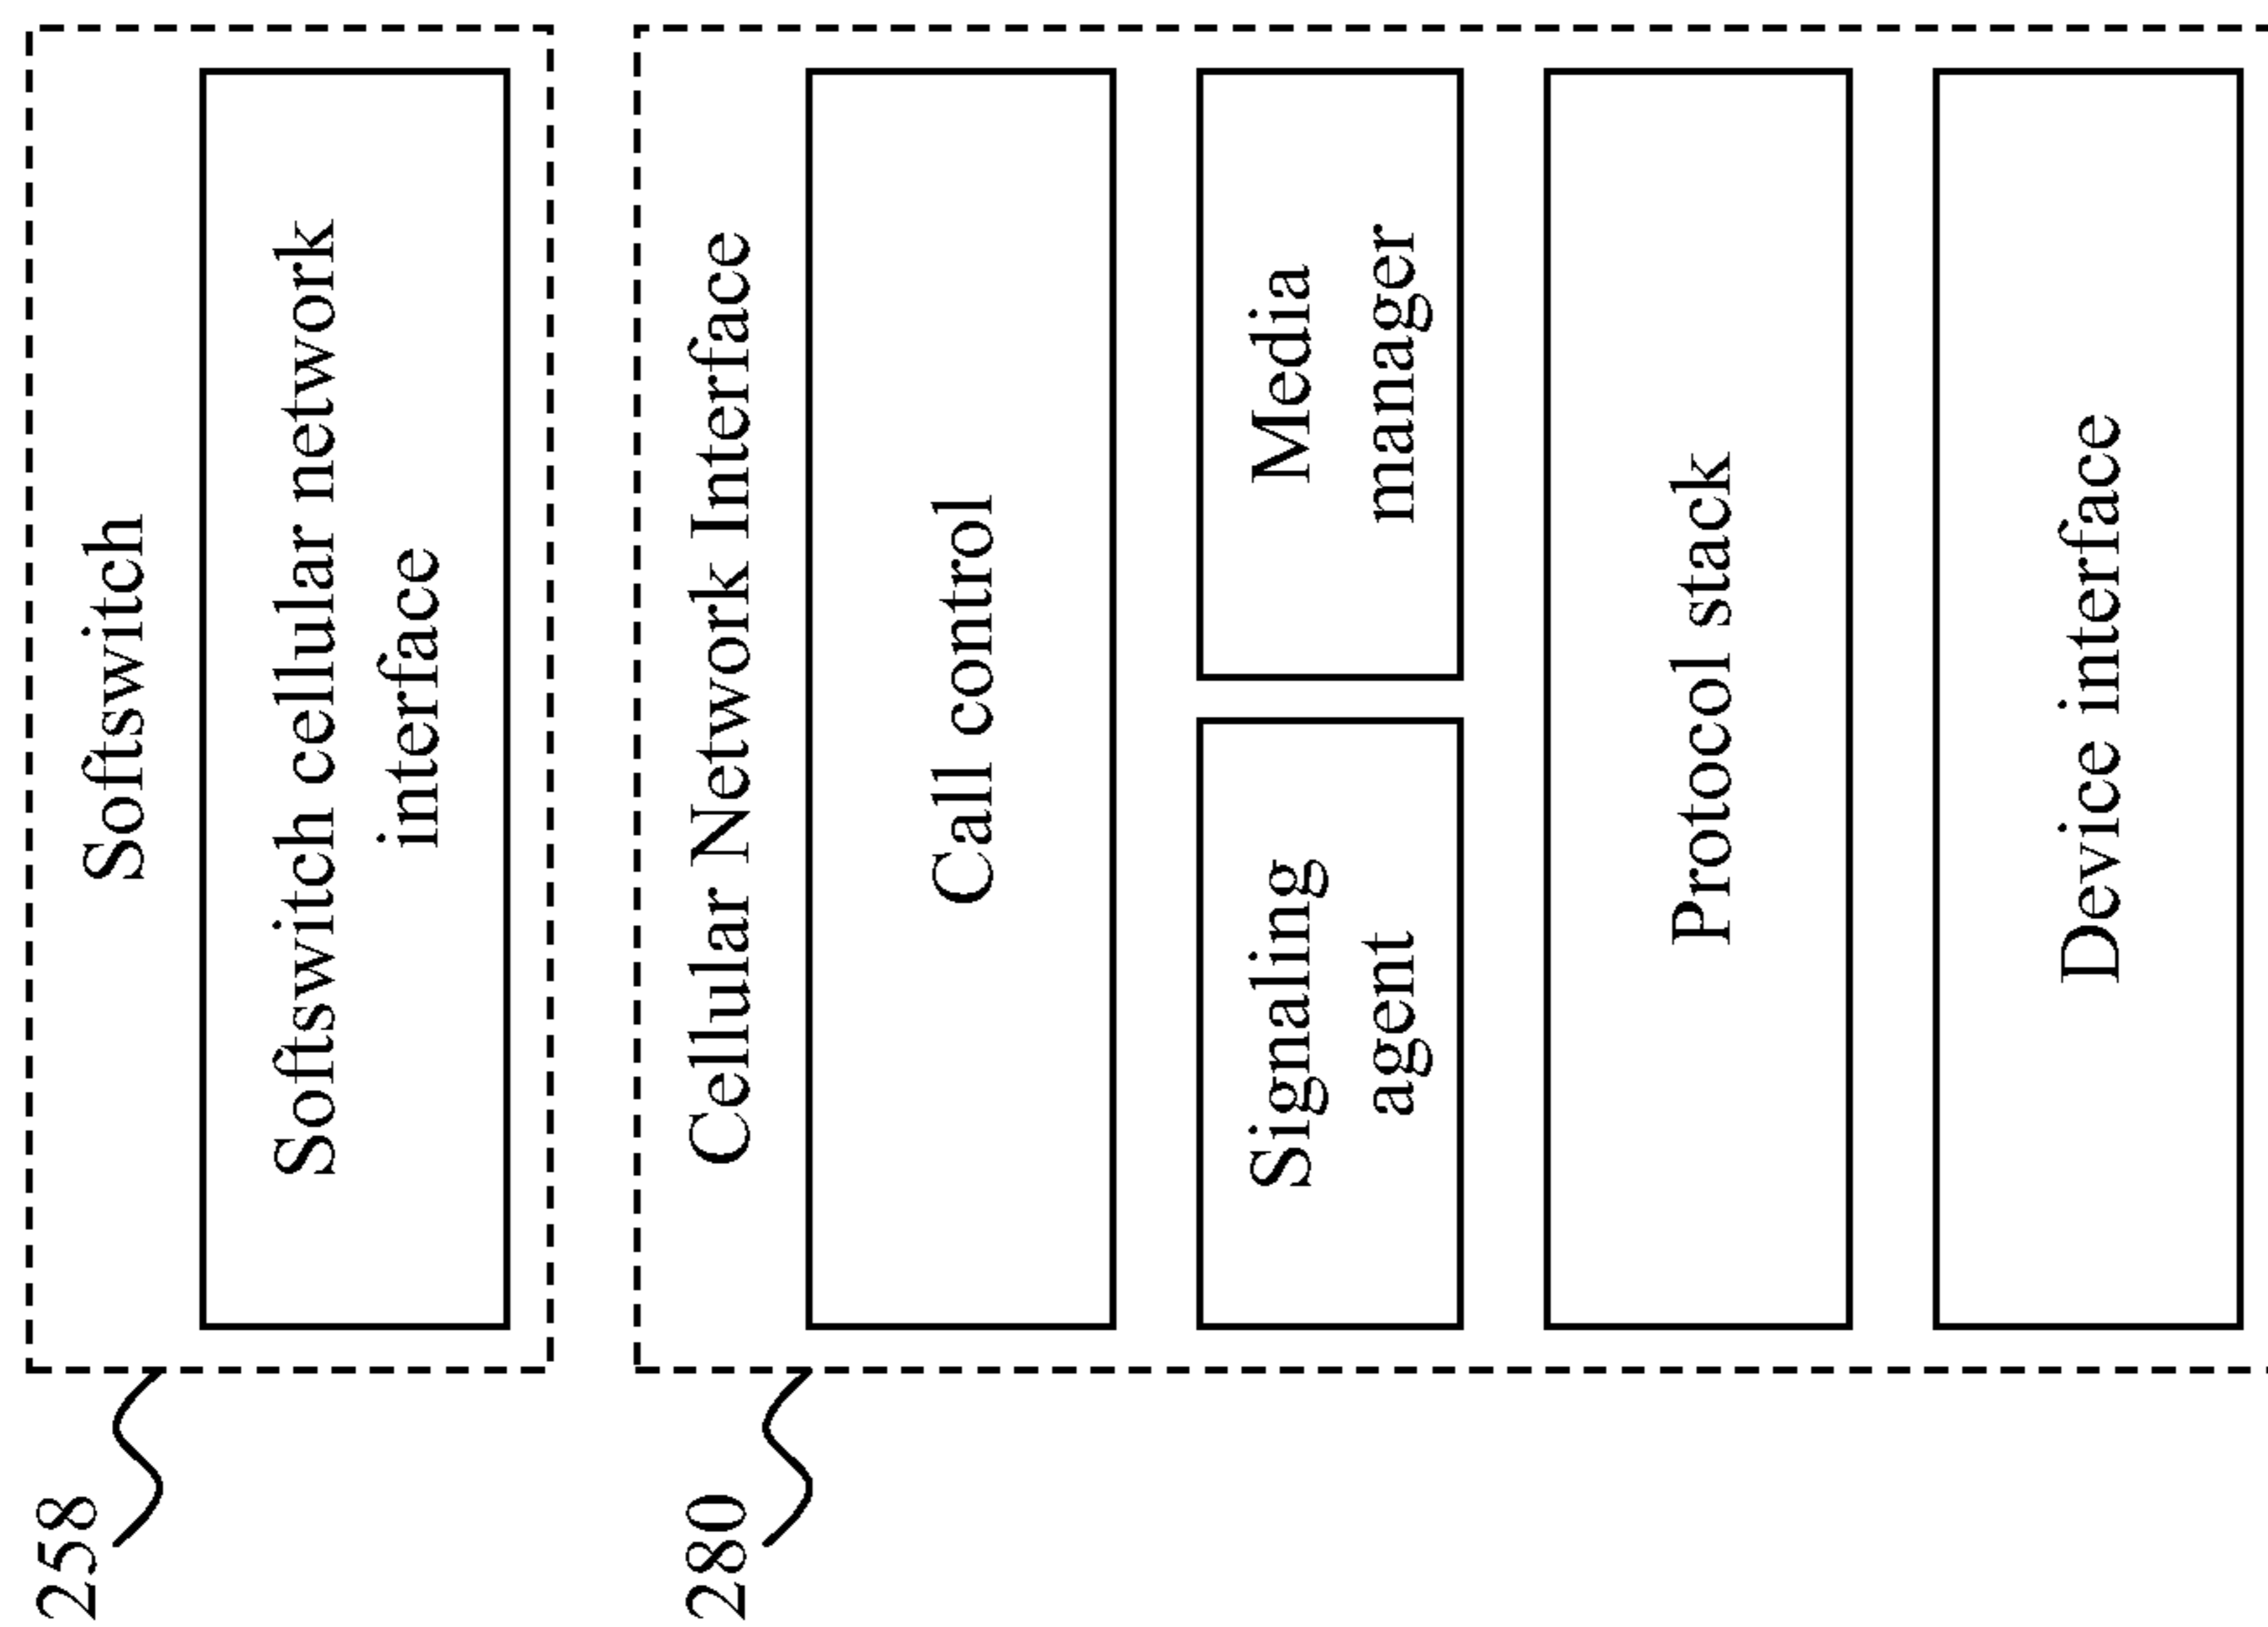 258
Softswitch
Softswitch cellular network
interface
280
Cellular Network Interface
Call control
Signaling
agent
Media
manager
Protocol stack
Device interface